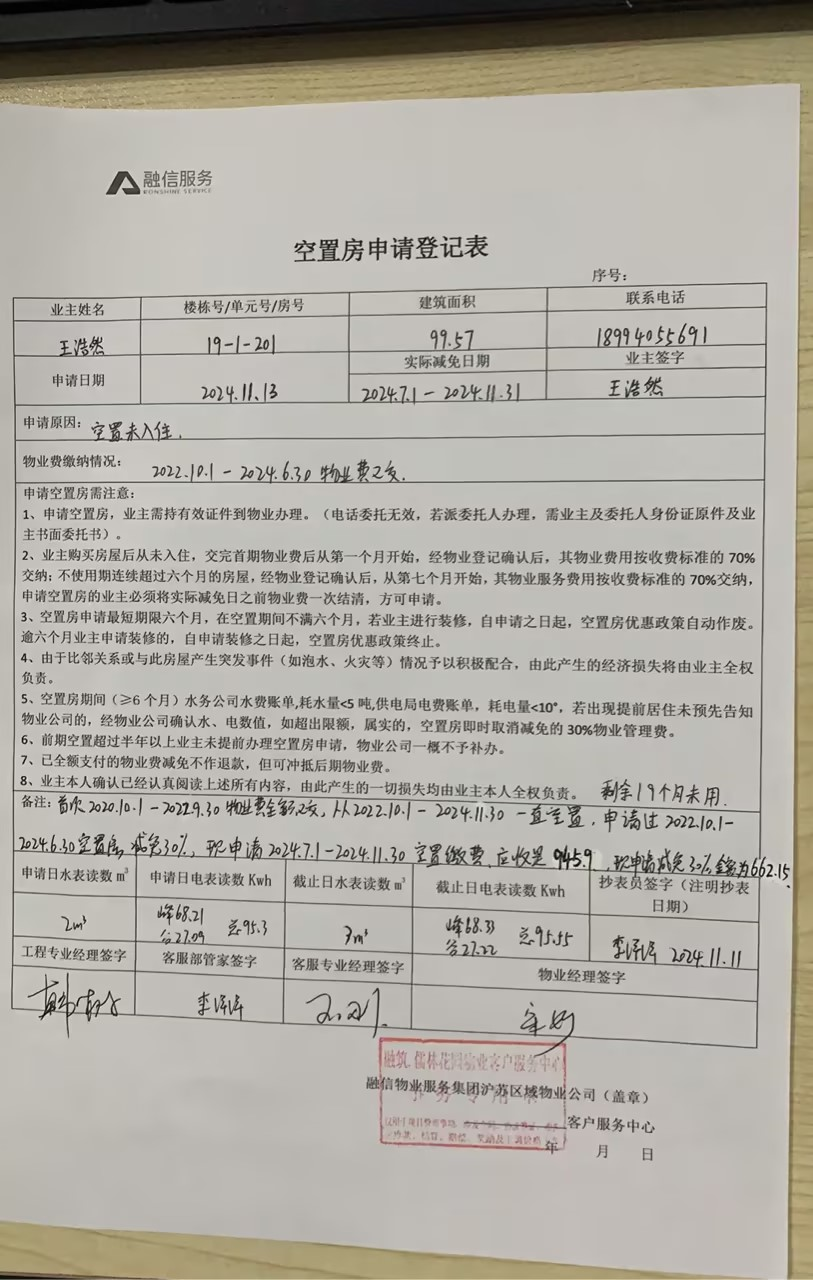 融信服务
RONSHINE SERVICE
空置房申请登记表
序号：
业主姓名 楼栋号/单元号/房号 建筑面积 联系电话
王浩然 19-1-201 99.57 18994055691
申请日期 2024.11.13 实际减免日期 业主签字
2024.7.1 - 2024.11.31 王浩然
申请原因： 空置未入住.
物业费缴纳情况： 2022.10.1 - 2024.6.30 物业费已交.
申请空置房需注意：
1、申请空置房，业主需持有效证件到物业办理。（电话委托无效，若派委托人办理，需业主及委托人身份证原件及业
主书面委托书）。
2、业主购买房屋后从未入住，交完首期物业费后从第一个月开始，经物业登记确认后，其物业费用按收费标准的 70%
交纳；不使用期连续超过六个月的房屋，经物业登记确认后，从第七个月开始，其物业服务费用按收费标准的 70%交纳，
申请空置房的业主必须将实际减免日之前物业费一次结清，方可申请。
3、空置房申请最短期限六个月，在空置期间不满六个月，若业主进行装修，自申请之日起，空置房优惠政策自动作废。
逾六个月业主申请装修的，自申请装修之日起，空置房优惠政策终止。
4、由于比邻关系或与此房屋产生突发事件（如泡水、火灾等）情况予以积极配合，由此产生的经济损失将由业主全权
负责。
5、空置房期间（≥6 个月）水务公司水费账单,耗水量<5 吨,供电局电费账单，耗电量<10°，若出现提前居住未预先告知
物业公司的，经物业公司确认水、电数值，如超出限额，属实的，空置房即时取消减免的 30%物业管理费。
6、前期空置超过半年以上业主未提前办理空置房申请，物业公司一概不予补办。
7、已全额支付的物业费减免不作退款，但可冲抵后期物业费。
8、业主本人确认已经认真阅读上述所有内容，由此产生的一切损失均由业主本人全权负责。 剩余19个月未用.
备注： 首次2020.10.1 - 2022.9.30 物业费全额已交，从2022.10.1 - 2024.11.30 一直空置，申请过2022.10.1-
2024.6.30空置房，减免30%，现申请2024.7.1-2024.11.30 空置缴费，应收是945.9，现申请减免30%，金额为662.15.
申请日水表读数 m³ 申请日电表读数 Kwh 截止日水表读数 m³ 截止日电表读数 Kwh 抄表员签字（注明抄表
日期）
2m³ 峰68.21 谷27.09 总95.3 3m³ 峰68.33 谷27.22 总95.55 李泽泽 2024.11.11
工程专业经理签字 客服部管家签字 客服专业经理签字 物业经理签字
李泽泽
融筑.儒林花园物业客户服务中心
融信物业服务集团沪苏区域物业公司（盖章）
客户服务中心
年 月 日